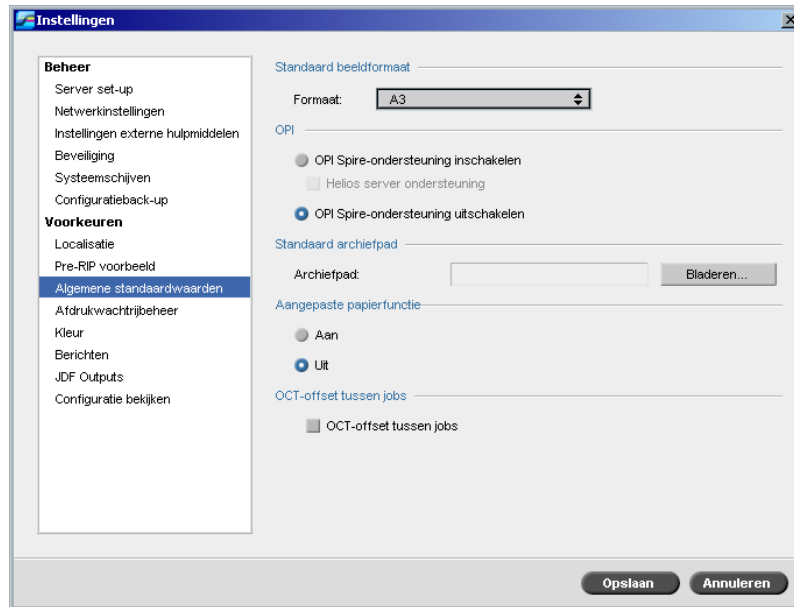 Instellingen
Beheer
Server set-up
Netwerkinstellingen
Instellingen externe hulpmiddelen
Beveiliging
Systeemschijven
Configuratieback-up
Voorkeuren
Localisatie
Pre-RIP voorbeeld
Algemene standaardwaarden
Afdrukwachtrijbeheer
Kleur
Berichten
JDF Outputs
Configuratie bekijken
Standaard beeldformaat
Formaat: A3
OPI
OPI Spire-ondersteuning inschakelen
Helios server ondersteuning
OPI Spire-ondersteuning uitschakelen
Standaard archiefpad
Archiefpad: Bladeren...
Aangepaste papierfunctie
Aan
Uit
OCT-offset tussen jobs
OCT-offset tussen jobs
Opslaan Annuleren